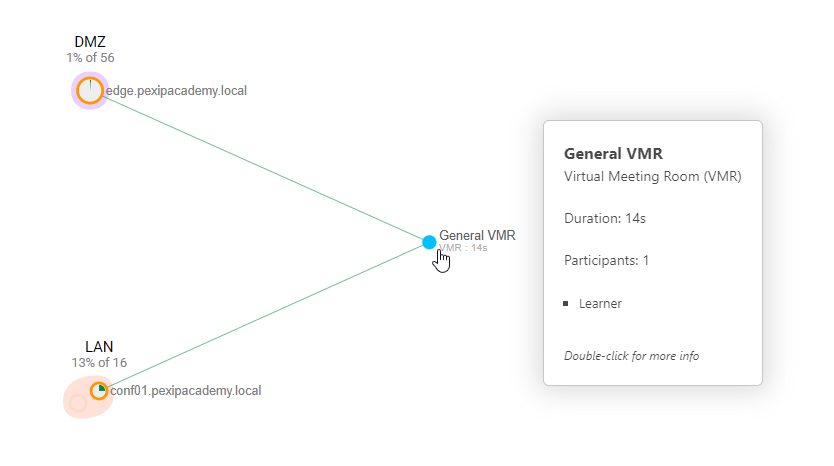 DMZ
1% of 56
edge.pexipacademy.local
General VMR
VMR : 14s
LAN
13% of 16
conf01.pexipacademy.local
General VMR
Virtual Meeting Room (VMR)
Duration: 14s
Participants: 1
Learner
Double-click for more info